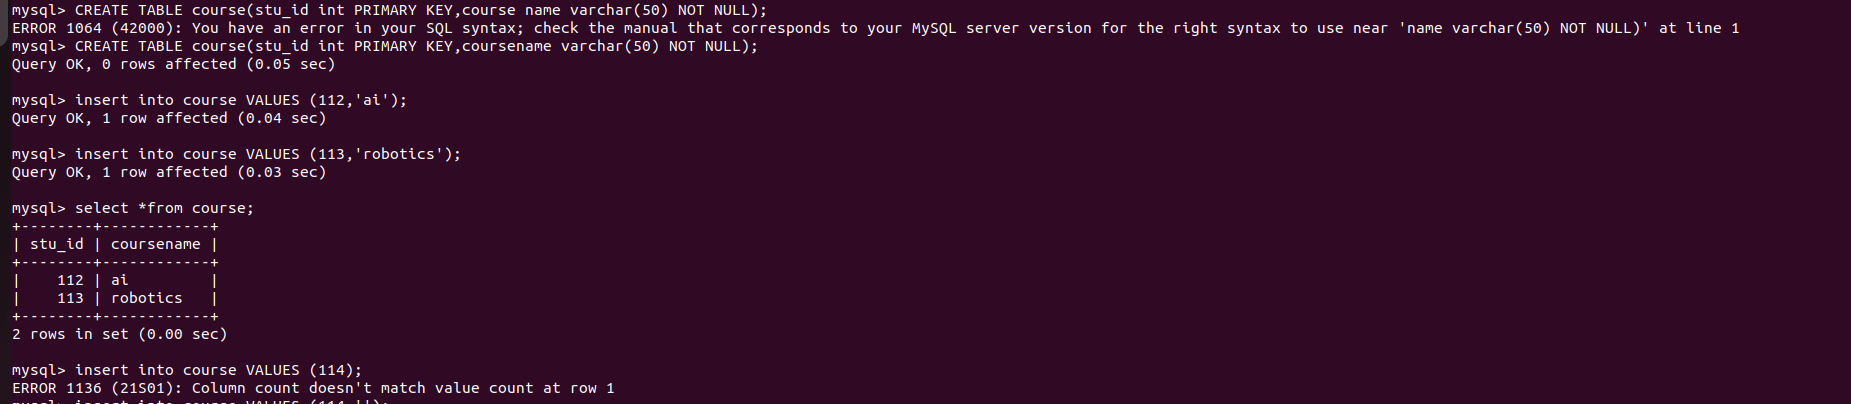 mysql> CREATE TABLE course(stu_id int PRIMARY KEY,course name varchar(50) NOT NULL);
ERROR 1064 (42000): You have an error in your SQL syntax; check the manual that corresponds to your MySQL server version for the right syntax to use near 'name varchar(50) NOT NULL)' at line 1
mysql> CREATE TABLE course(stu_id int PRIMARY KEY,coursename varchar(50) NOT NULL);
Query OK, 0 rows affected (0.05 sec)

mysql> insert into course VALUES (112,'ai');
Query OK, 1 row affected (0.04 sec)

mysql> insert into course VALUES (113,'robotics');
Query OK, 1 row affected (0.03 sec)

mysql> select *from course;
+--------+------------+
| stu_id | coursename |
+--------+------------+
|    112 | ai         |
|    113 | robotics   |
+--------+------------+
2 rows in set (0.00 sec)

mysql> insert into course VALUES (114);
ERROR 1136 (21S01): Column count doesn't match value count at row 1
mysql> insert into course VALUES